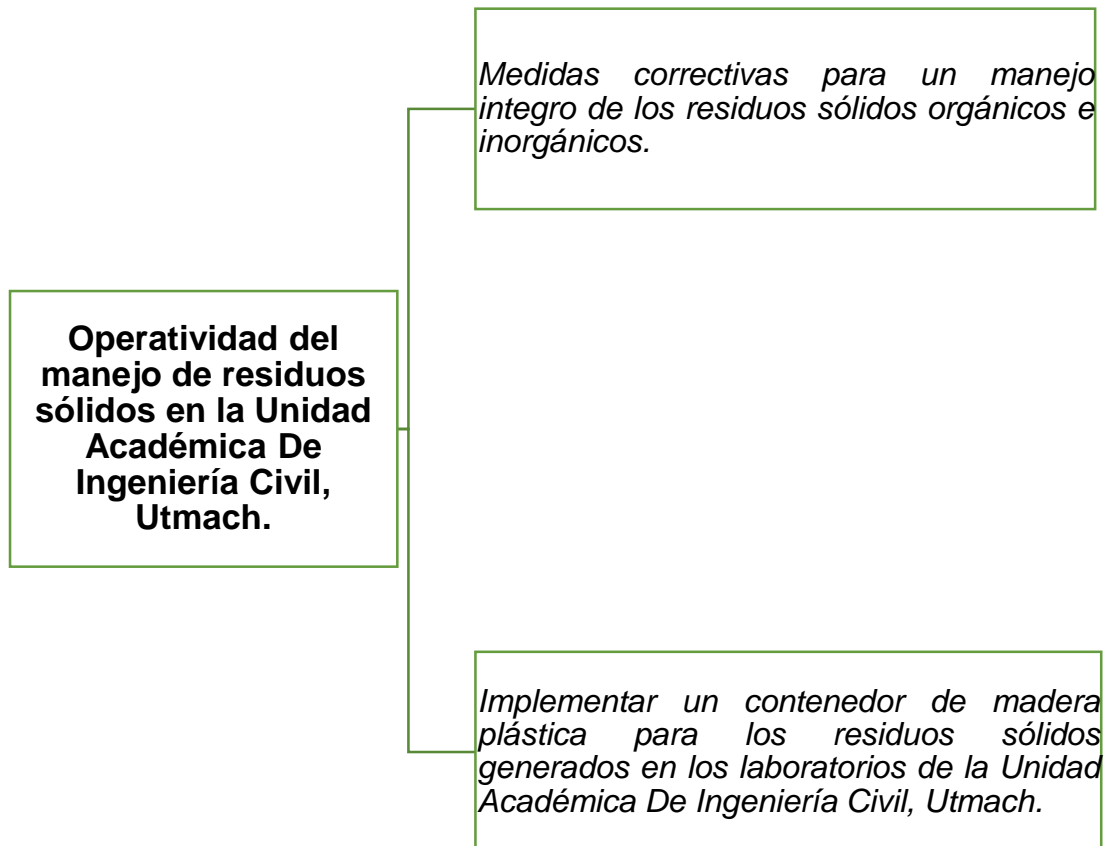 Medidas correctivas para un manejo
integro de los residuos sólidos orgánicos e
inorgánicos.
Operatividad del
manejo de residuos
sólidos en la Unidad
Académica De
Ingeniería Civil,
Utmach.
Implementar un contenedor de madera
plástica para los residuos sólidos
generados en los laboratorios de la Unidad
Académica De Ingeniería Civil, Utmach.